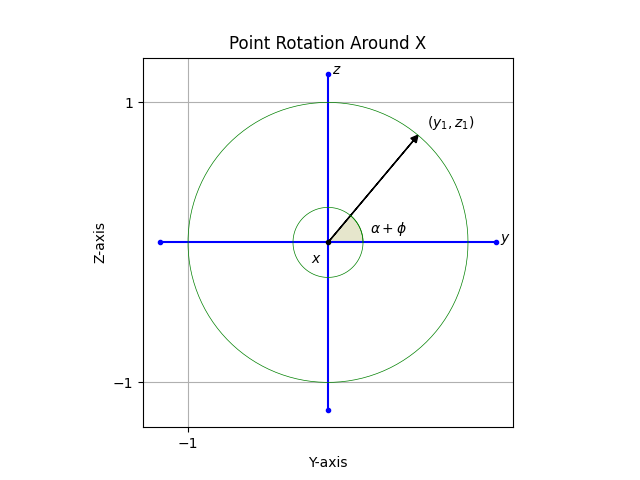 Point Rotation Around X
z
1
(y₁, z₁)
α + ϕ
y
x
Z-axis
−1
−1
Y-axis